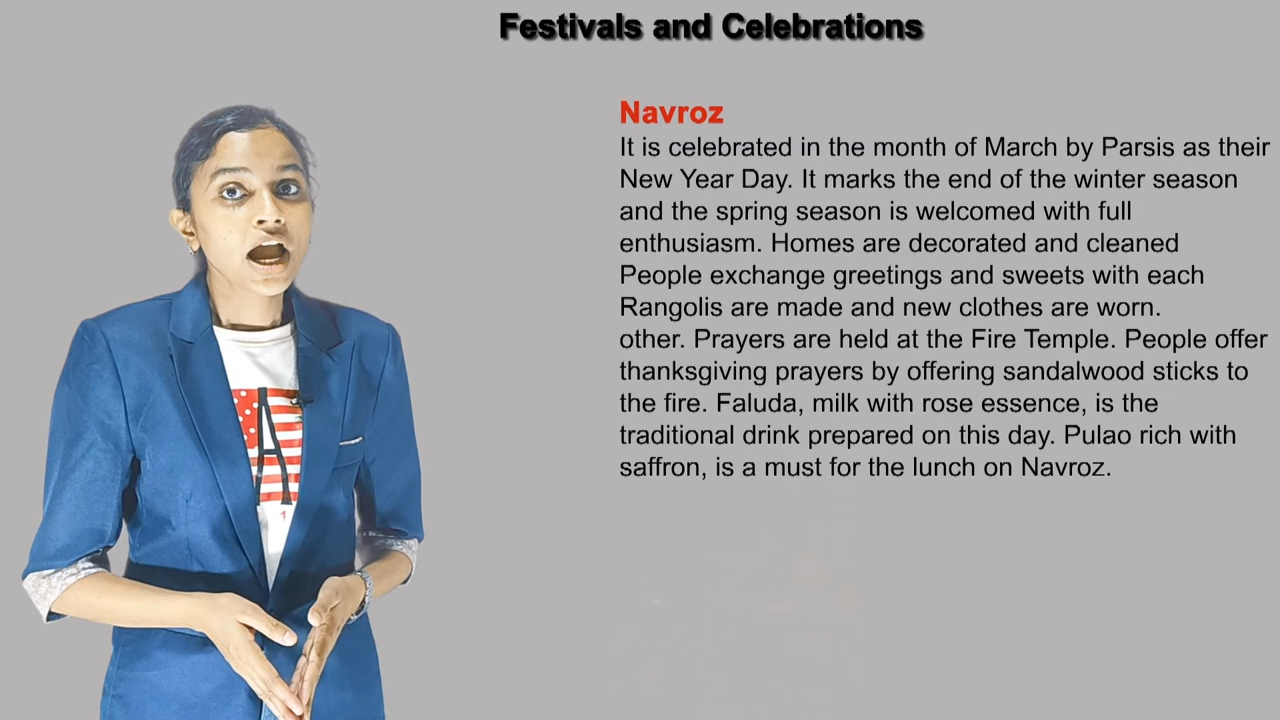 Festivals and Celebrations
Navroz
It is celebrated in the month of March by Parsis as their
New Year Day. It marks the end of the winter season
and the spring season is welcomed with full
enthusiasm. Homes are decorated and cleaned
People exchange greetings and sweets with each
Rangolis are made and new clothes are worn.
other. Prayers are held at the Fire Temple. People offer
thanksgiving prayers by offering sandalwood sticks to
the fire. Faluda, milk with rose essence, is the
traditional drink prepared on this day. Pulao rich with
saffron, is a must for the lunch on Navroz.
A